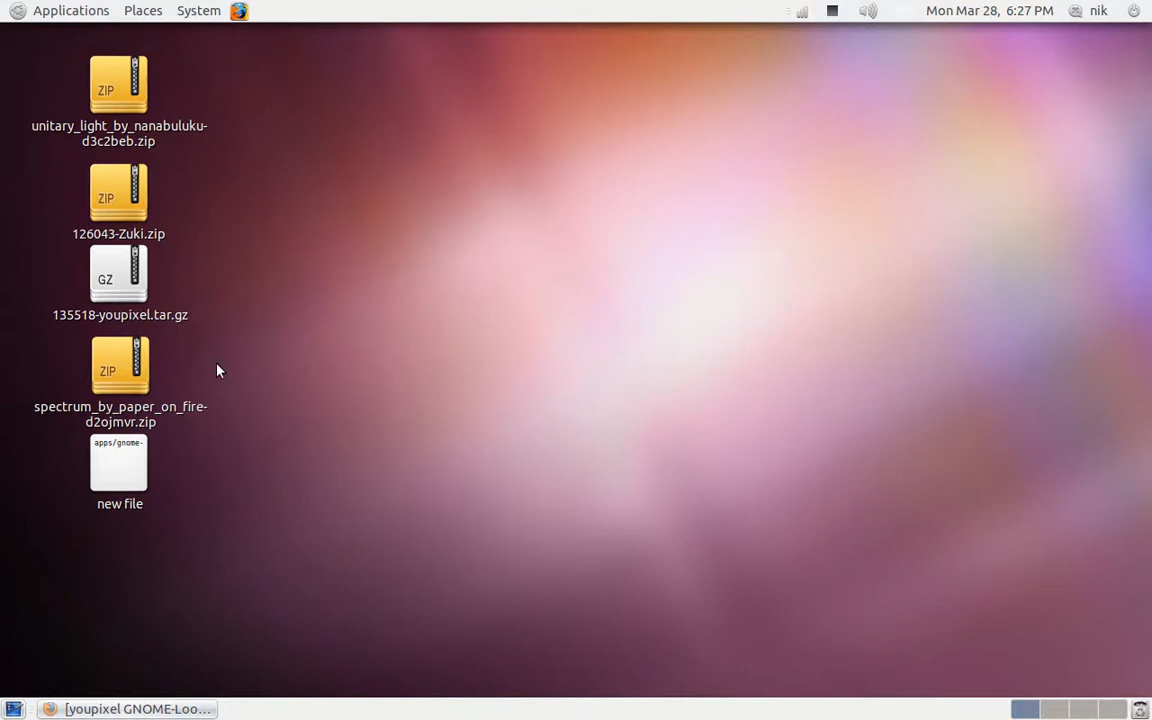 Applications Places System Mon Mar 28, 6:27 PM nik
ZIP
unitary_light_by_nanabuluku-
d3c2beb.zip
ZIP
126043-Zuki.zip
GZ
135518-youpixel.tar.gz
ZIP
spectrum_by_paper_on_fire-
d2ojmvr.zip
apps/gnome-
new file
[youpixel GNOME-Loo...